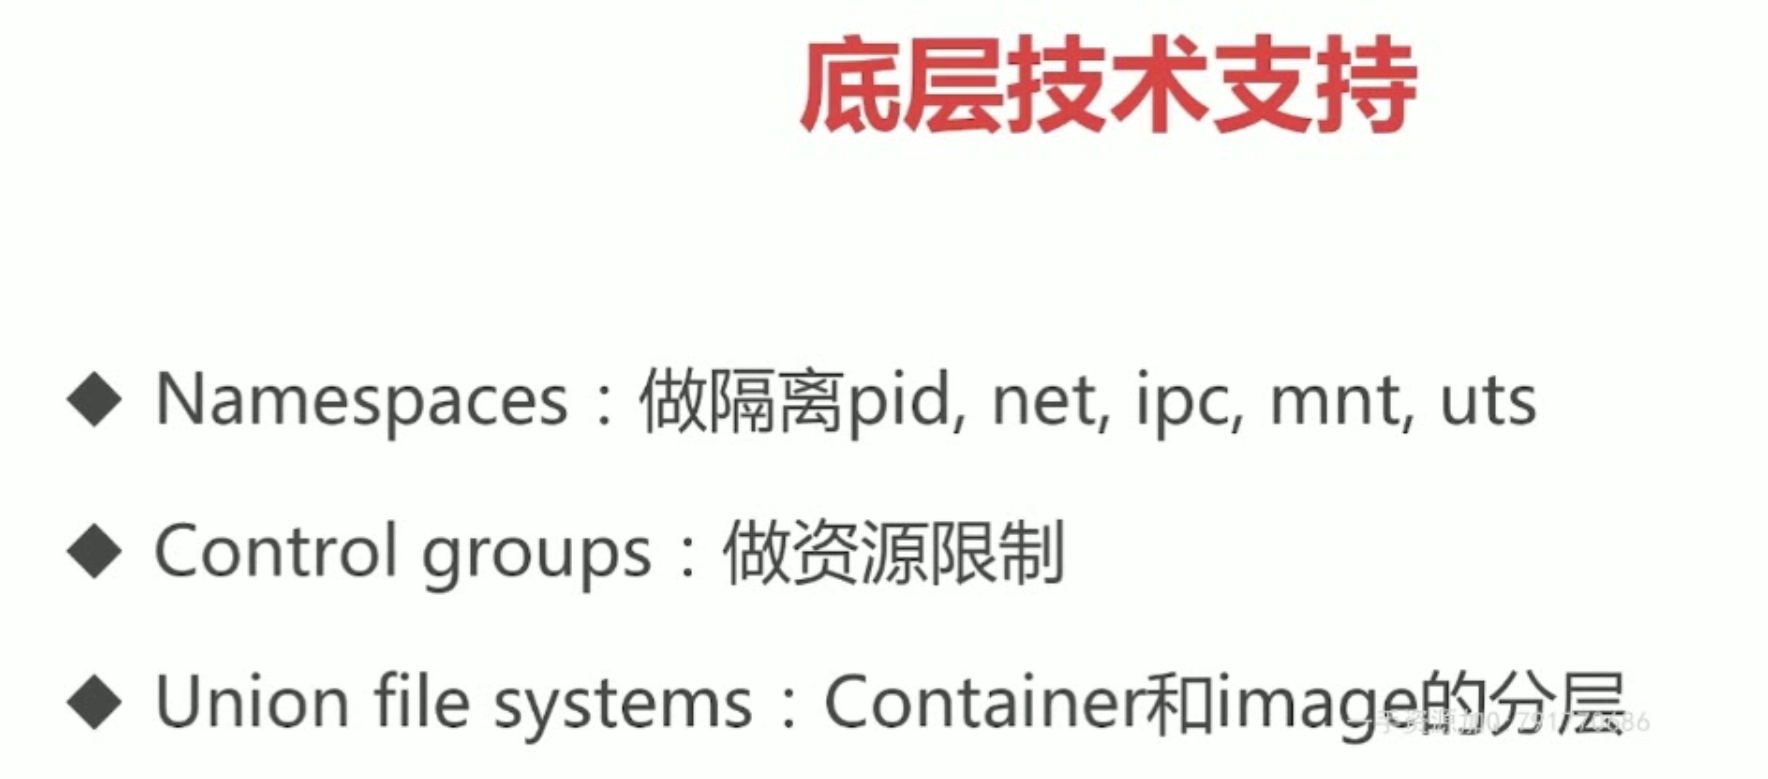 底层技术支持
◆ Namespaces：做隔离pid, net, ipc, mnt, uts
◆ Control groups：做资源限制
◆ Union file systems：Container和image的分层